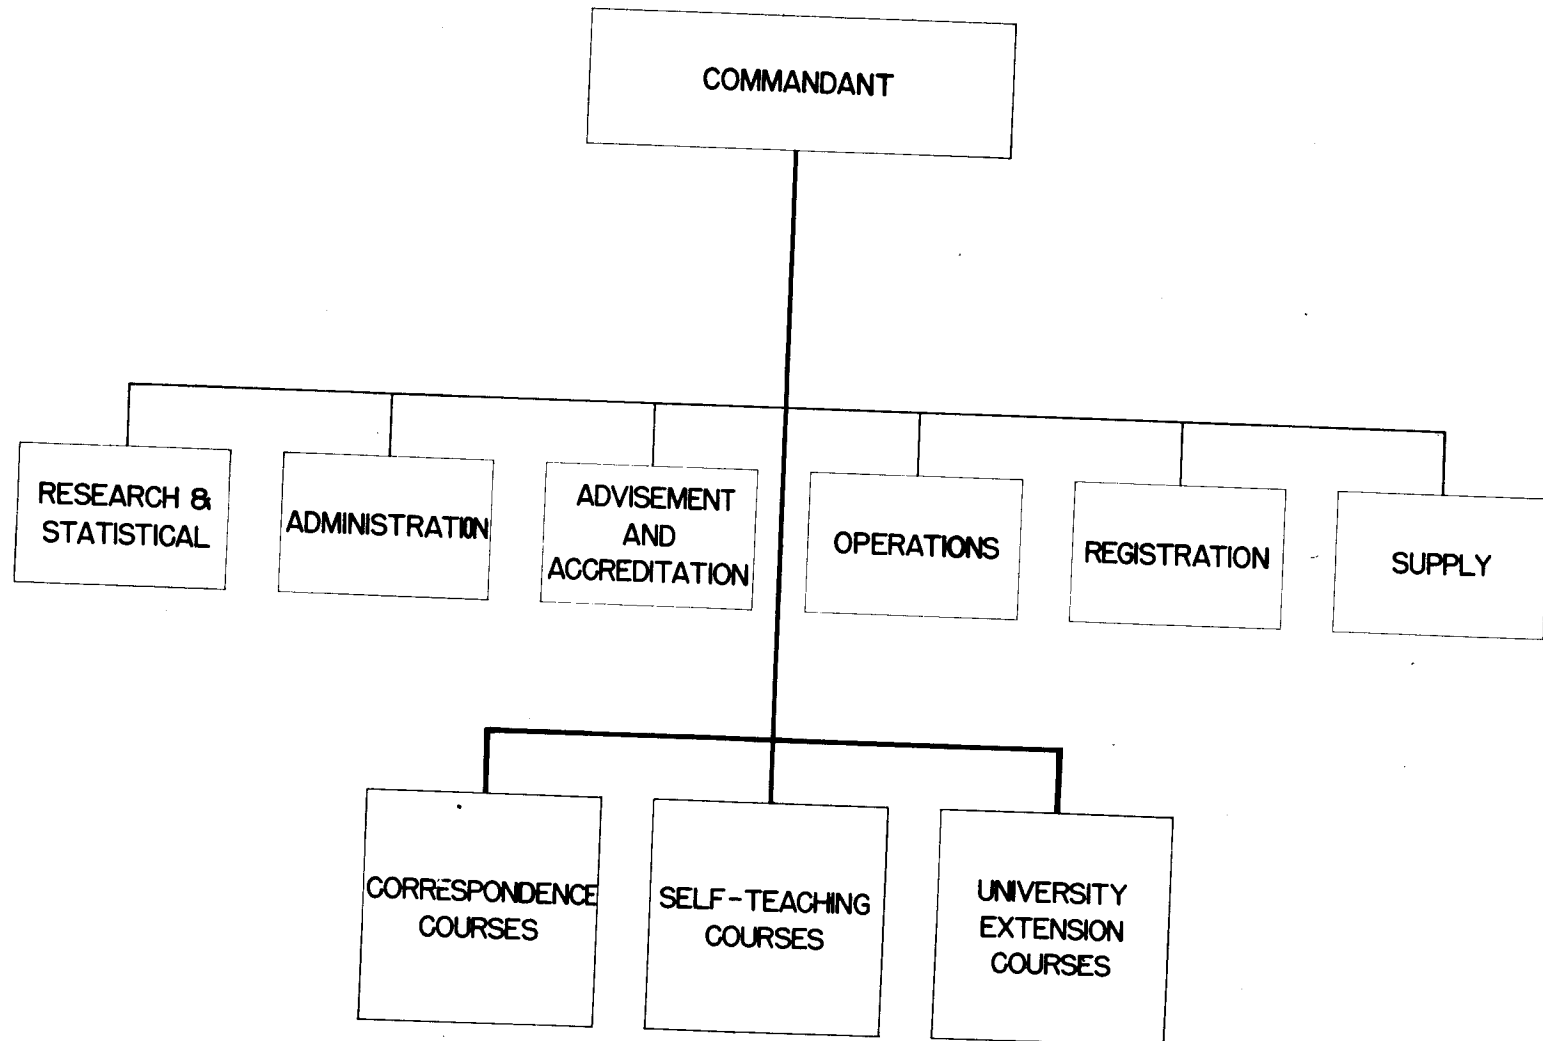 COMMANDANT
RESEARCH &
STATISTICAL
ADMINISTRATION
ADVISEMENT
AND
ACCREDITATION
OPERATIONS
REGISTRATION
SUPPLY
CORRESPONDENCE
COURSES
SELF-TEACHING
COURSES
UNIVERSITY
EXTENSION
COURSES